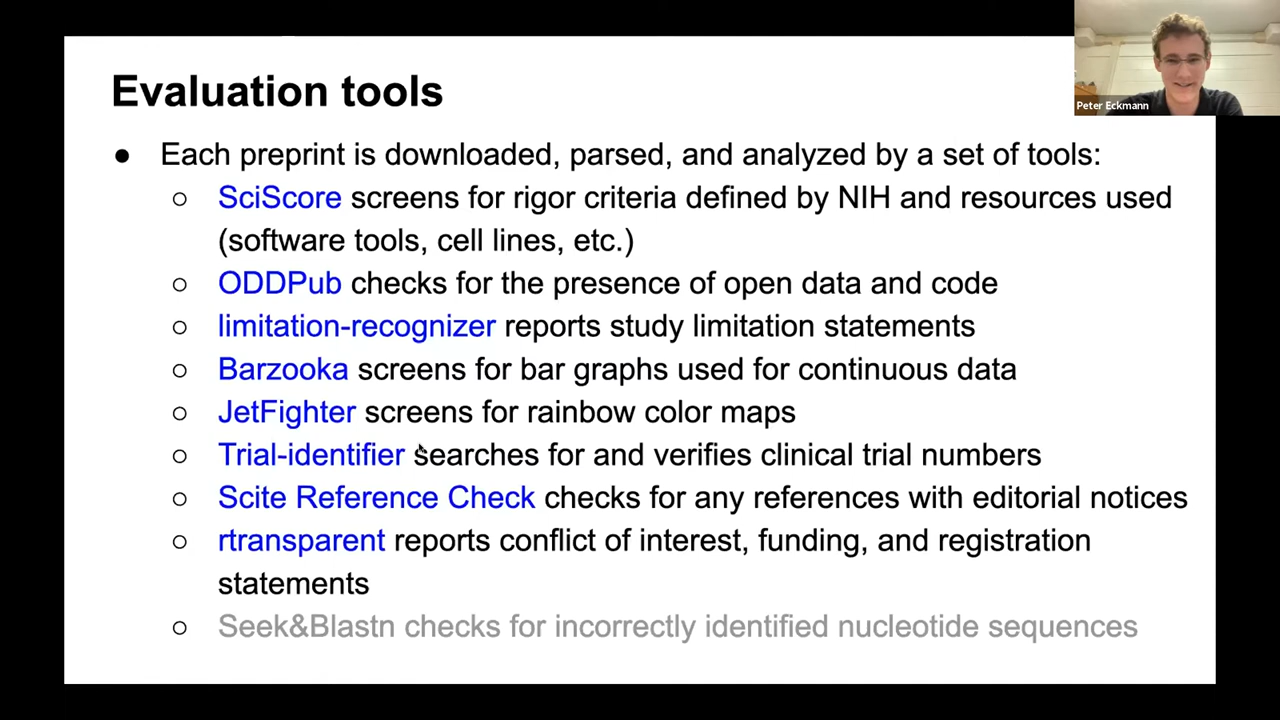 Evaluation tools
Peter Eckmann
● Each preprint is downloaded, parsed, and analyzed by a set of tools:
○ SciScore screens for rigor criteria defined by NIH and resources used
(software tools, cell lines, etc.)
○ ODDPub checks for the presence of open data and code
○ limitation-recognizer reports study limitation statements
○ Barzooka screens for bar graphs used for continuous data
○ JetFighter screens for rainbow color maps
○ Trial-identifier searches for and verifies clinical trial numbers
○ Scite Reference Check checks for any references with editorial notices
○ rtransparent reports conflict of interest, funding, and registration
statements
○ Seek&Blastn checks for incorrectly identified nucleotide sequences